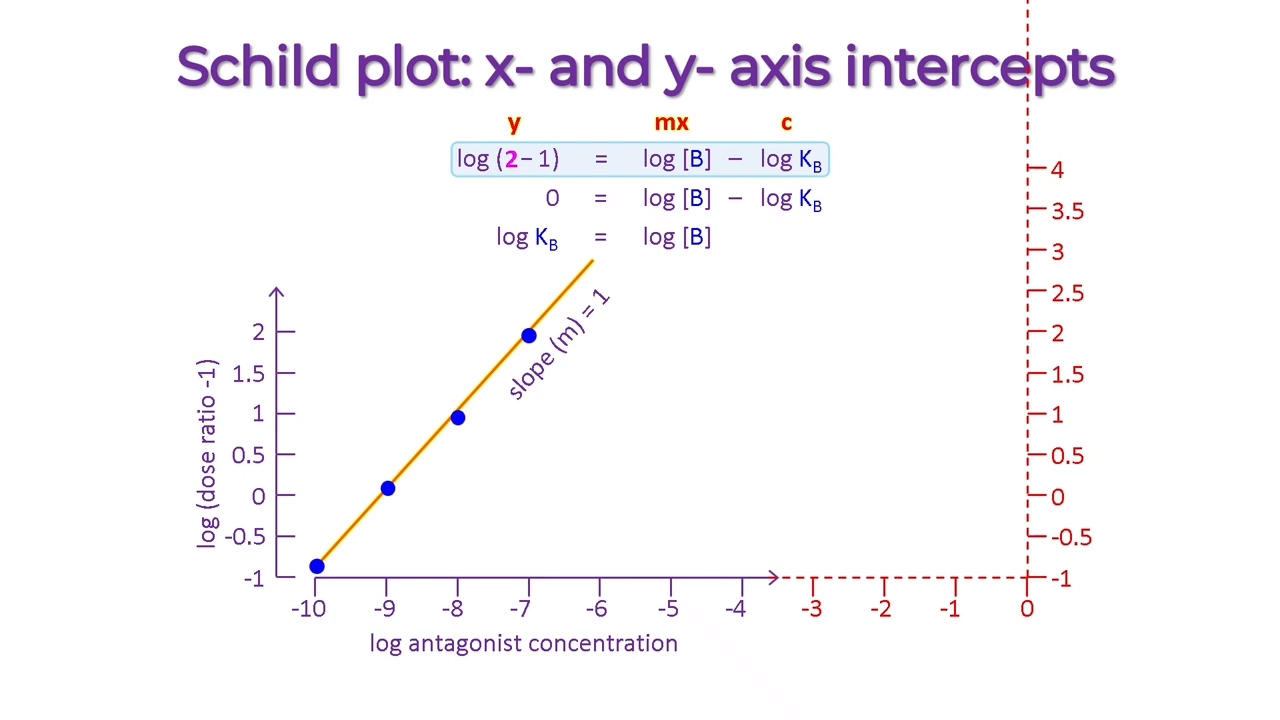 Schild plot: x- and y- axis intercepts
y mx c
log (2 – 1) = log [B] – log KB
0 = log [B] – log KB
log KB = log [B]
slope (m) = 1
log (dose ratio -1)
2
1.5
1
0.5
0
-0.5
-1
-10 -9 -8 -7 -6 -5 -4 -3 -2 -1 0
log antagonist concentration
4
3.5
3
2.5
2
1.5
1
0.5
0
-0.5
-1